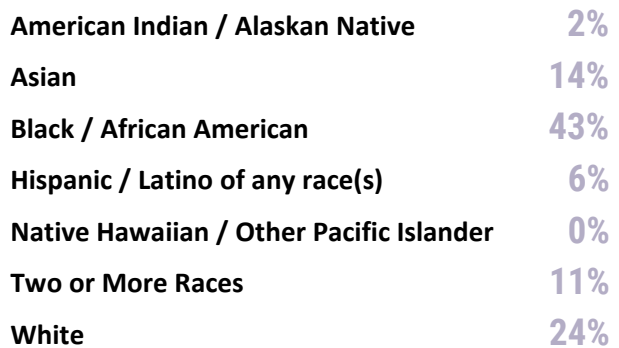 American Indian / Alaskan Native 2%
Asian 14%
Black / African American 43%
Hispanic / Latino of any race(s) 6%
Native Hawaiian / Other Pacific Islander 0%
Two or More Races 11%
White 24%